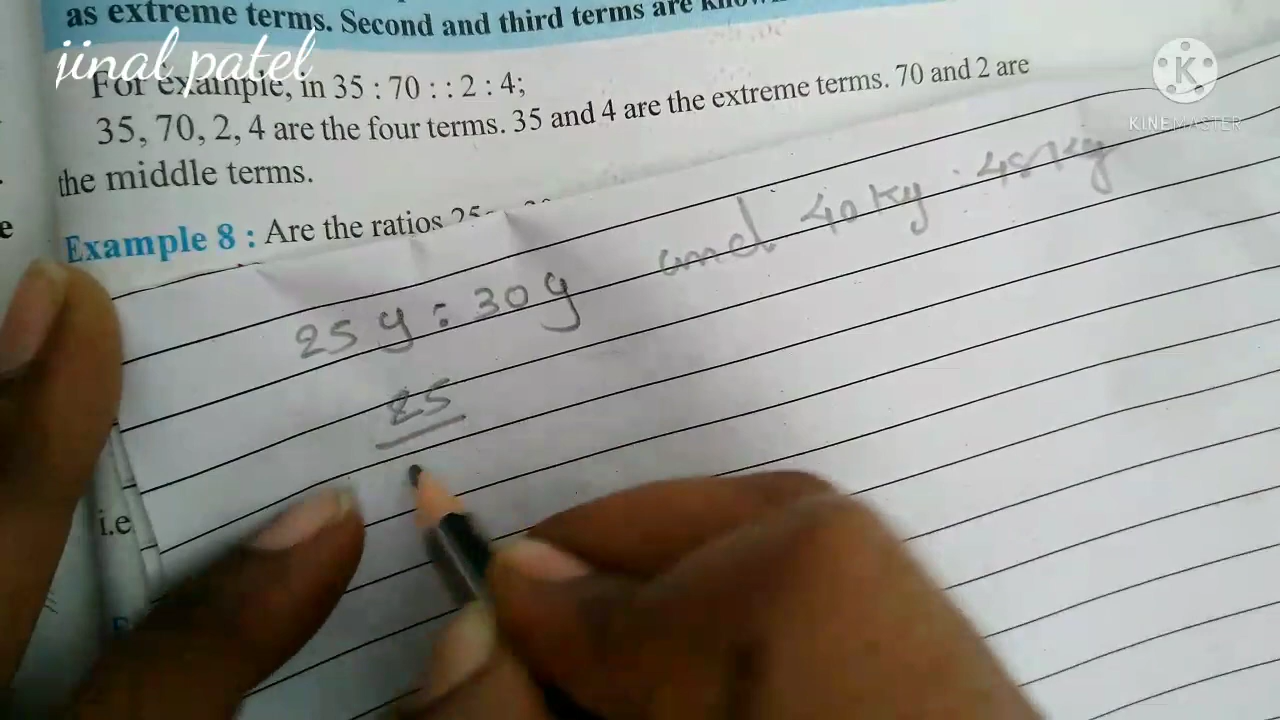 as extreme terms. Second and third terms are
jinal patel
For example, in 35 : 70 : : 2 : 4;
35, 70, 2, 4 are the four terms. 35 and 4 are the extreme terms. 70 and 2 are
the middle terms.
Example 8 : Are the ratios
25 g : 30 g and 40 kg : 48 kg
25
i.e
K
KINEMASTER
e